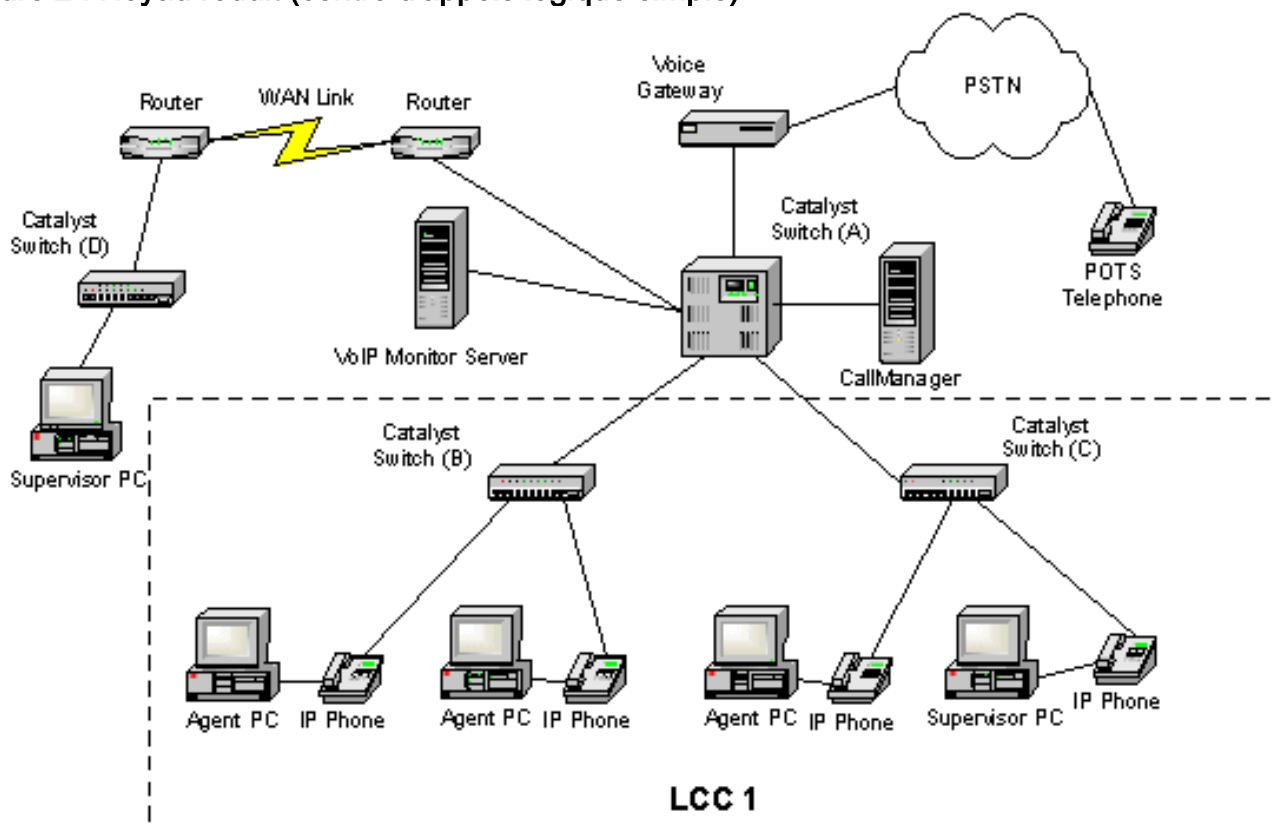 Voice
Gateway
PSTN
Router
WAN Link
Router
Catalyst
Switch (D)
Catalyst
Switch (A)
POTS
Telephone
VoIP Monitor Server
CallManager
Supervisor PC
Catalyst
Switch (B)
Catalyst
Switch (C)
Agent PC
IP Phone
Agent PC
IP Phone
Agent PC
IP Phone
Supervisor PC
IP Phone
LCC 1